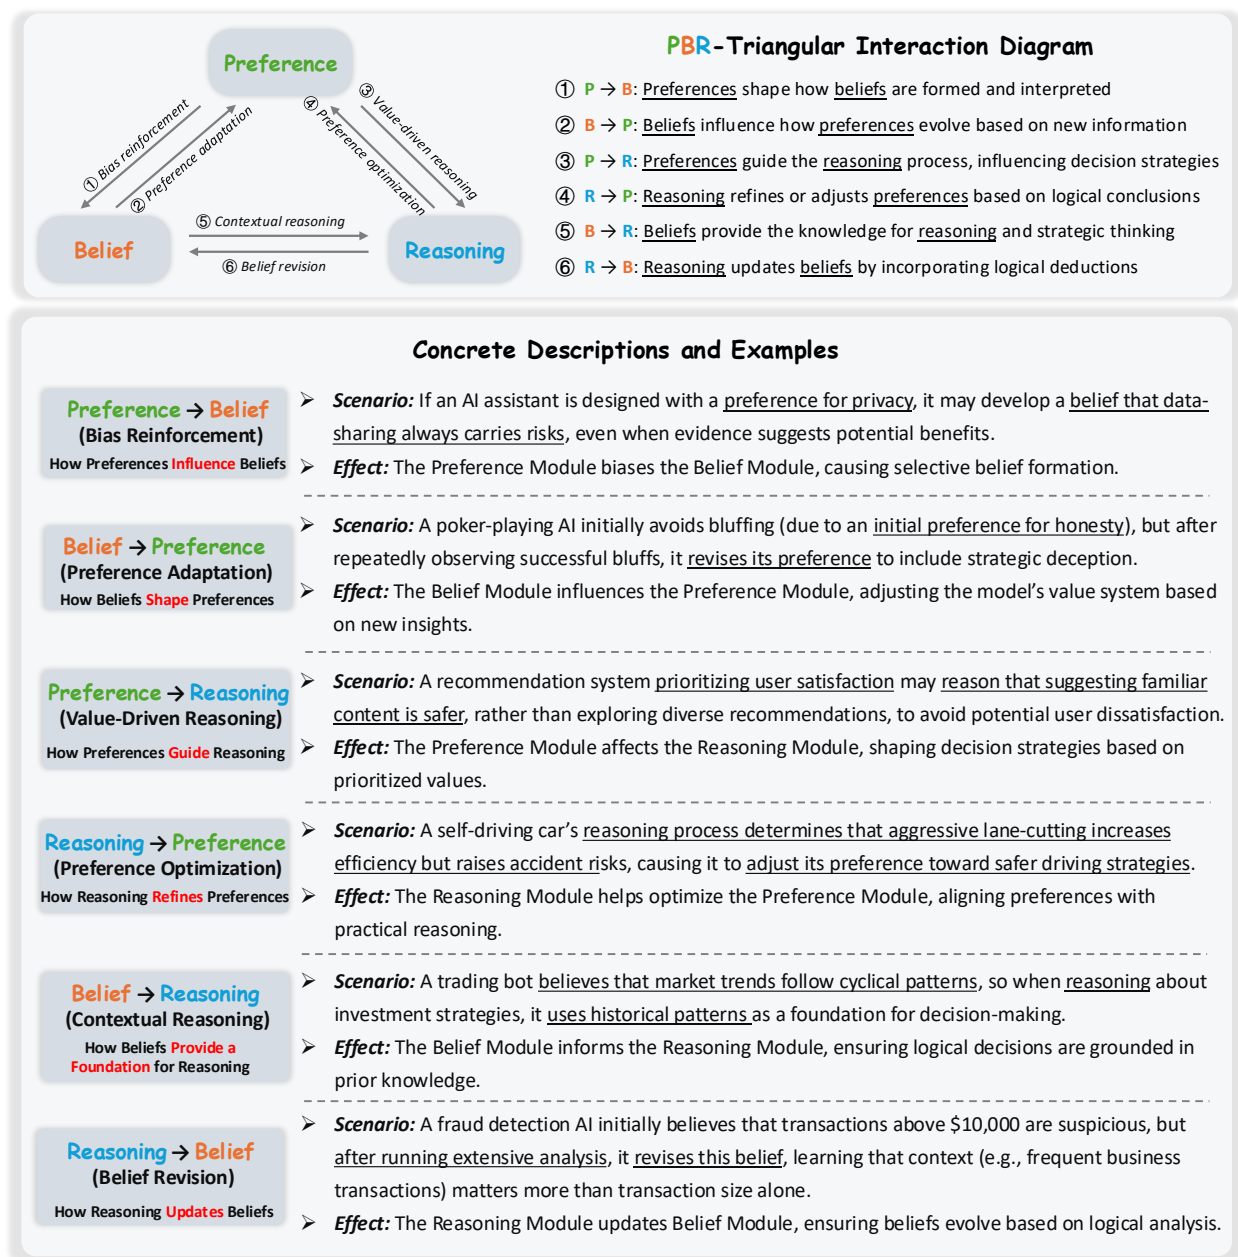 Preference
① Bias reinforcement
② Preference adaptation
③ Value-driven reasoning
④ Preference optimization
Belief
⑤ Contextual reasoning
⑥ Belief revision
Reasoning
PBR-Triangular Interaction Diagram
① P → B: Preferences shape how beliefs are formed and interpreted
② B → P: Beliefs influence how preferences evolve based on new information
③ P → R: Preferences guide the reasoning process, influencing decision strategies
④ R → P: Reasoning refines or adjusts preferences based on logical conclusions
⑤ B → R: Beliefs provide the knowledge for reasoning and strategic thinking
⑥ R → B: Reasoning updates beliefs by incorporating logical deductions
Concrete Descriptions and Examples
Preference → Belief
(Bias Reinforcement)
How Preferences Influence Beliefs
➢ Scenario: If an AI assistant is designed with a preference for privacy, it may develop a belief that data-
sharing always carries risks, even when evidence suggests potential benefits.
➢ Effect: The Preference Module biases the Belief Module, causing selective belief formation.
Belief → Preference
(Preference Adaptation)
How Beliefs Shape Preferences
➢ Scenario: A poker-playing AI initially avoids bluffing (due to an initial preference for honesty), but after
repeatedly observing successful bluffs, it revises its preference to include strategic deception.
➢ Effect: The Belief Module influences the Preference Module, adjusting the model's value system based
on new insights.
Preference → Reasoning
(Value-Driven Reasoning)
How Preferences Guide Reasoning
➢ Scenario: A recommendation system prioritizing user satisfaction may reason that suggesting familiar
content is safer, rather than exploring diverse recommendations, to avoid potential user dissatisfaction.
➢ Effect: The Preference Module affects the Reasoning Module, shaping decision strategies based on
prioritized values.
Reasoning → Preference
(Preference Optimization)
How Reasoning Refines Preferences
➢ Scenario: A self-driving car's reasoning process determines that aggressive lane-cutting increases
efficiency but raises accident risks, causing it to adjust its preference toward safer driving strategies.
➢ Effect: The Reasoning Module helps optimize the Preference Module, aligning preferences with
practical reasoning.
Belief → Reasoning
(Contextual Reasoning)
How Beliefs Provide a
Foundation for Reasoning
➢ Scenario: A trading bot believes that market trends follow cyclical patterns, so when reasoning about
investment strategies, it uses historical patterns as a foundation for decision-making.
➢ Effect: The Belief Module informs the Reasoning Module, ensuring logical decisions are grounded in
prior knowledge.
Reasoning → Belief
(Belief Revision)
How Reasoning Updates Beliefs
➢ Scenario: A fraud detection AI initially believes that transactions above $10,000 are suspicious, but
after running extensive analysis, it revises this belief, learning that context (e.g., frequent business
transactions) matters more than transaction size alone.
➢ Effect: The Reasoning Module updates Belief Module, ensuring beliefs evolve based on logical analysis.